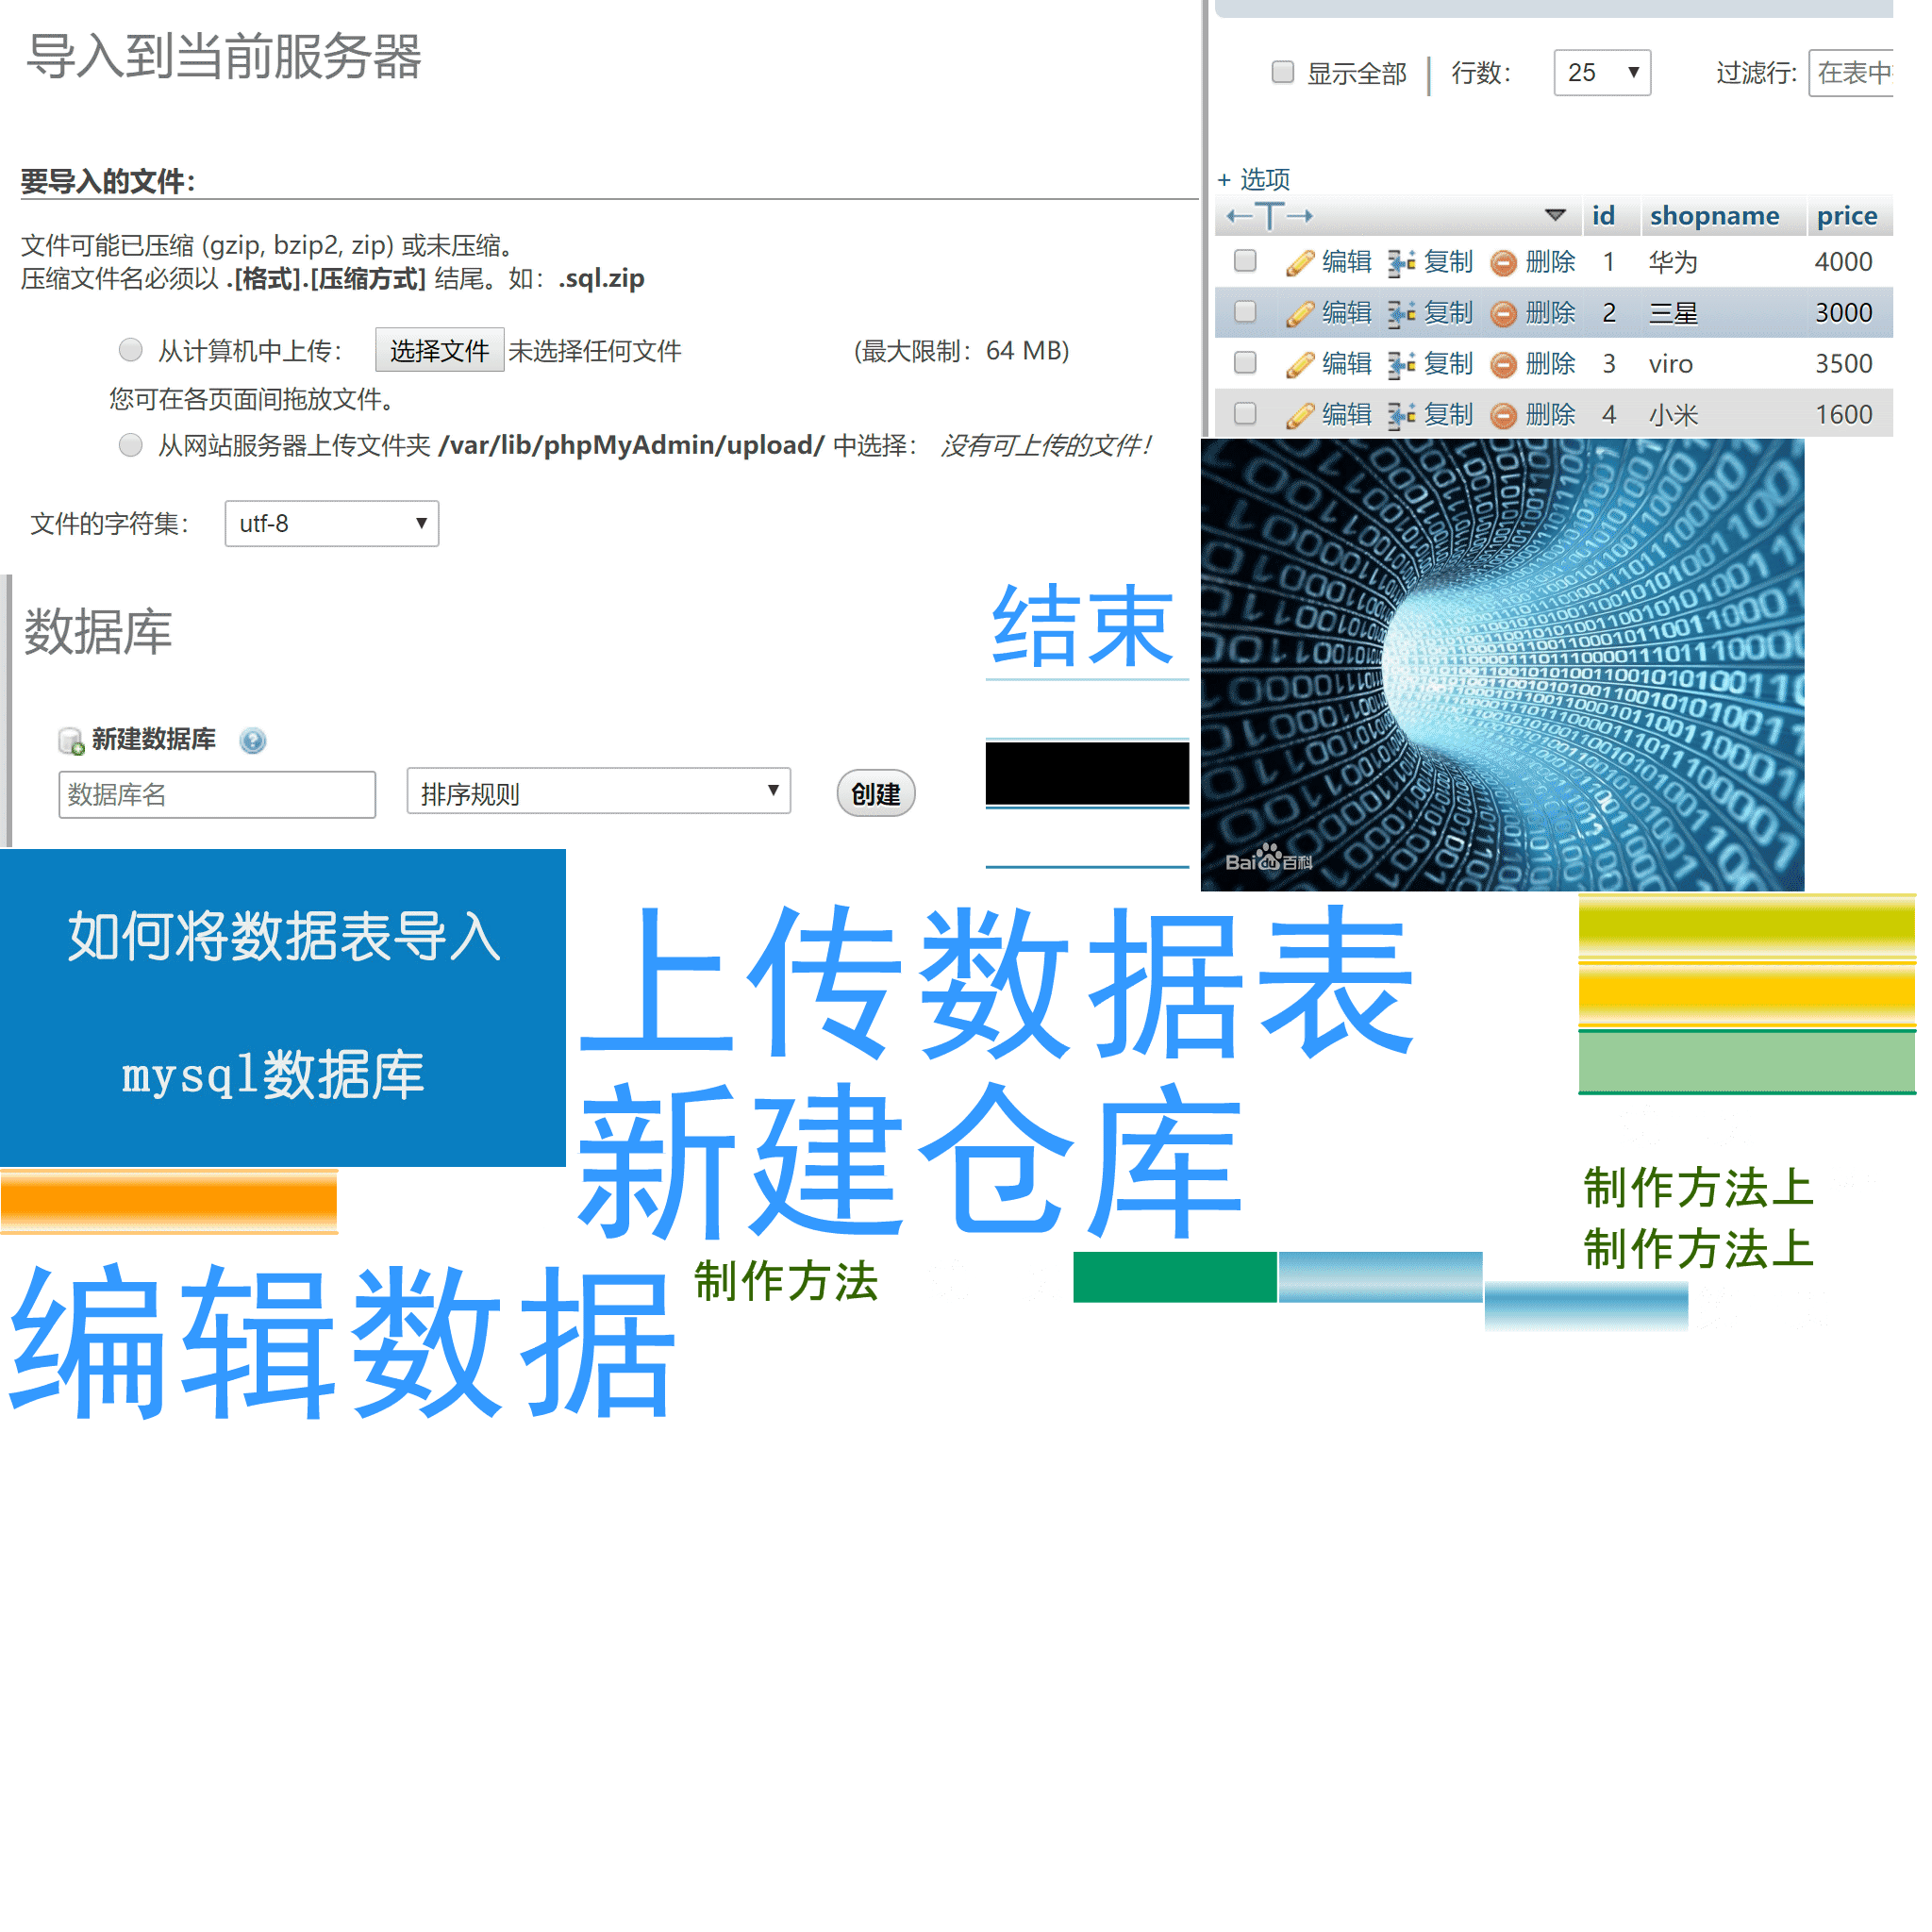 导入到当前服务器
要导入的文件：
文件可能已压缩 (gzip, bzip2, zip) 或未压缩。
压缩文件名必须以 .[格式].[压缩方式] 结尾。如：.sql.zip
从计算机中上传： 选择文件 未选择任何文件 (最大限制：64 MB)
您可在各页面间拖放文件。
从网站服务器上传文件夹 /var/lib/phpMyAdmin/upload/ 中选择： 没有可上传的文件！
文件的字符集： utf-8
显示全部 行数： 25 过滤行: 在表中
+ 选项
id shopname price
编辑 复制 删除 1 华为 4000
编辑 复制 删除 2 三星 3000
编辑 复制 删除 3 viro 3500
编辑 复制 删除 4 小米 1600
数据库
新建数据库
数据库名 排序规则 创建
结束
Baidu百科
如何将数据表导入
mysql数据库
上传数据表
新建仓库
编辑数据
制作方法
制作方法上
制作方法上